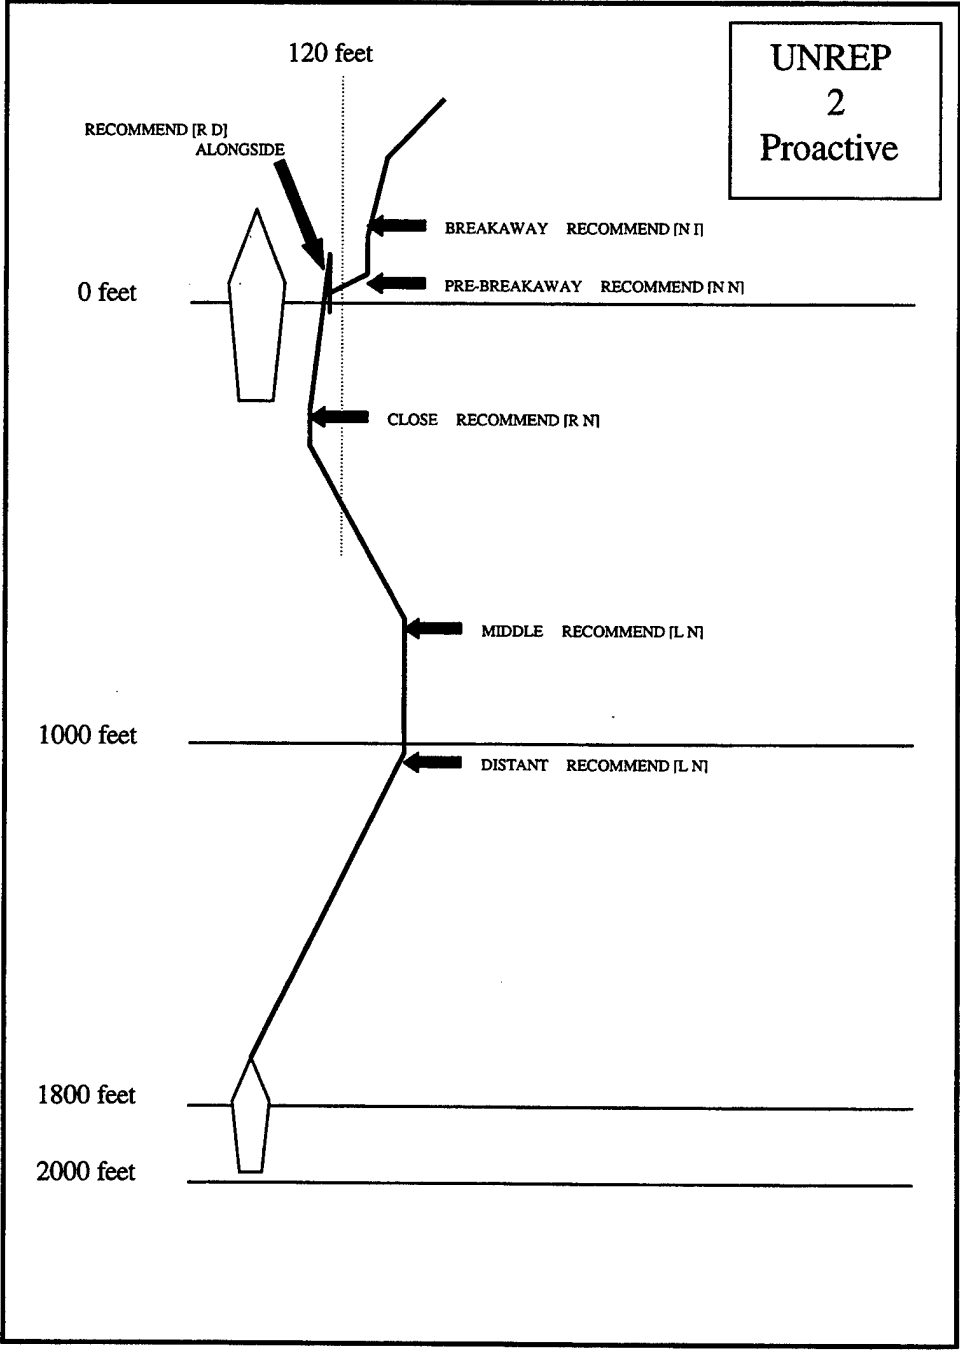 120 feet
UNREP
2
Proactive
RECOMMEND [R D]
ALONGSIDE
BREAKAWAY RECOMMEND [N I]
PRE-BREAKAWAY RECOMMEND [N N]
0 feet
CLOSE RECOMMEND [R N]
MIDDLE RECOMMEND [L N]
1000 feet
DISTANT RECOMMEND [L N]
1800 feet
2000 feet